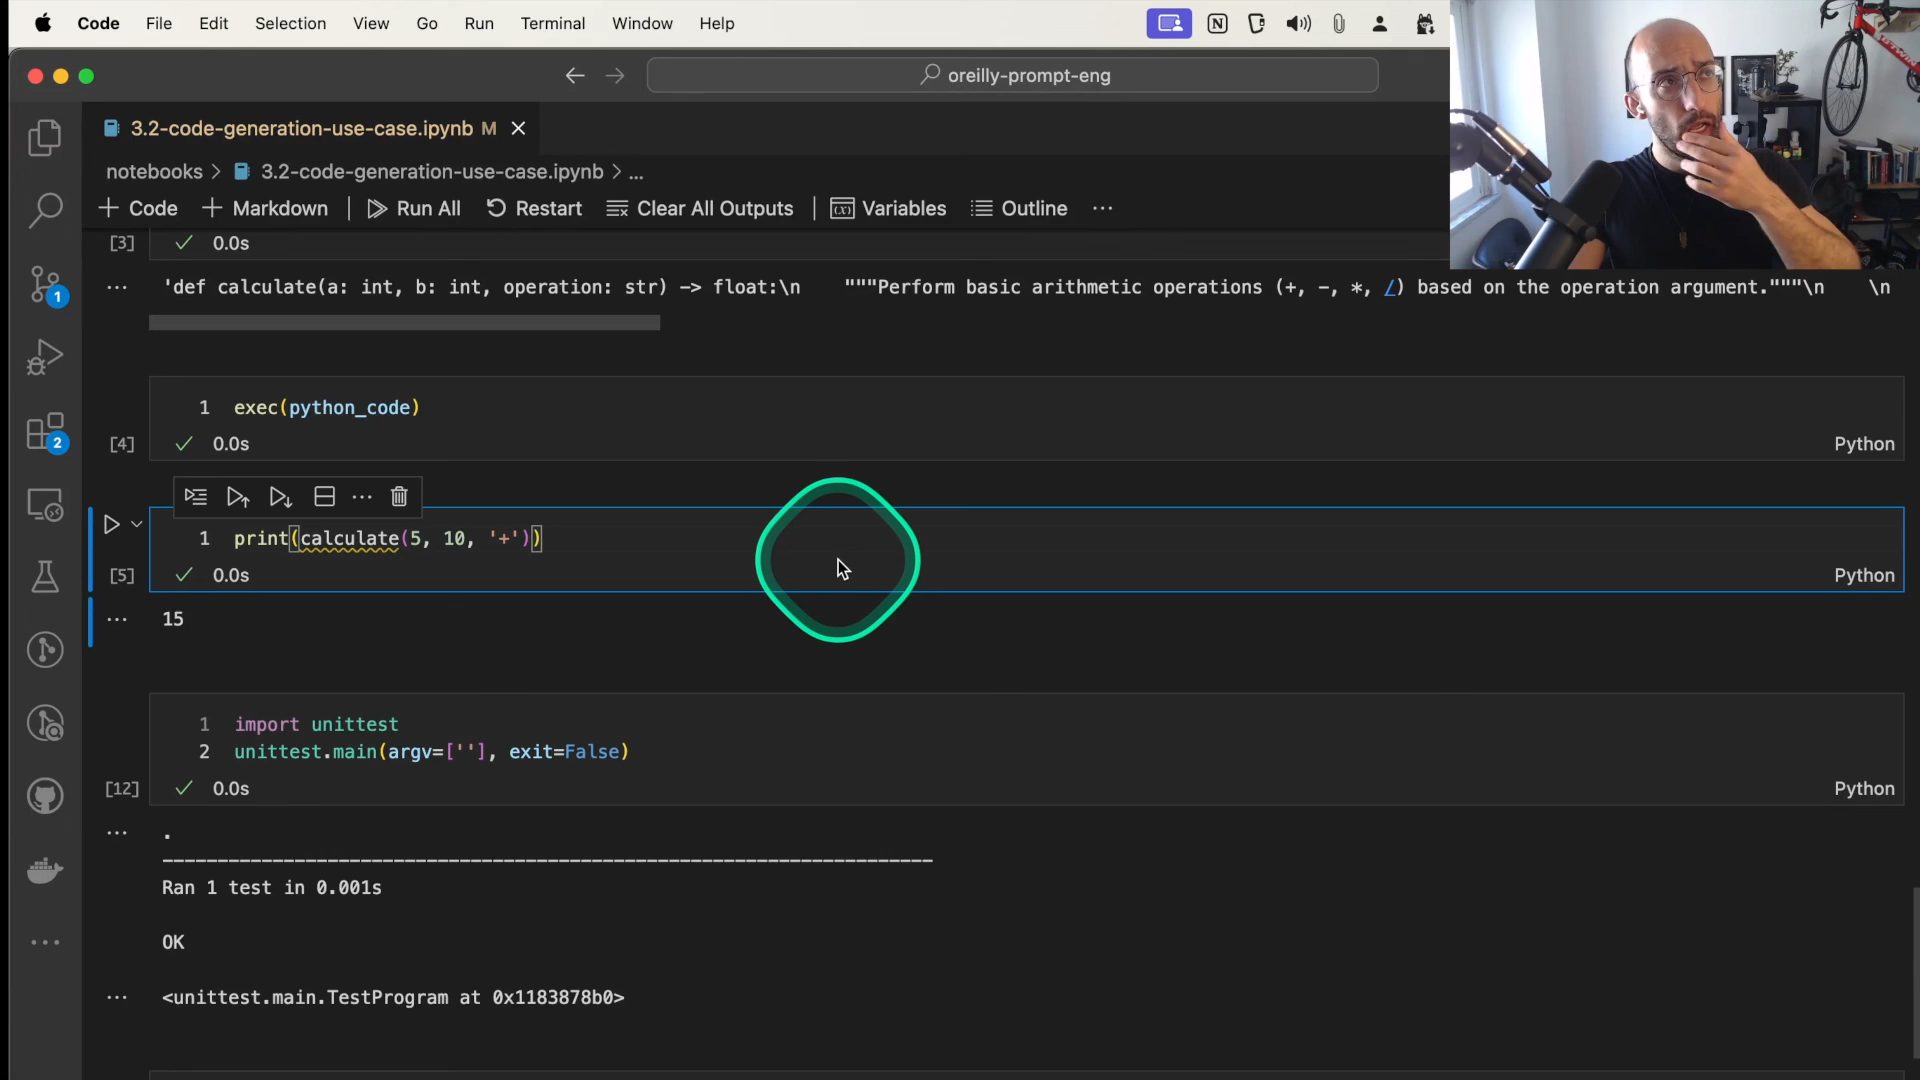 Code File Edit Selection View Go Run Terminal Window Help
oreilly-prompt-eng
3.2-code-generation-use-case.ipynb M
notebooks > 3.2-code-generation-use-case.ipynb > ...
+ Code + Markdown | Run All Restart Clear All Outputs | Variables Outline ...
[3] 0.0s
'def calculate(a: int, b: int, operation: str) -> float:\n    """Perform basic arithmetic operations (+, -, *, /) based on the operation argument."""\n    \n
1 exec(python_code)
[4] 0.0s Python
1 print(calculate(5, 10, '+'))
[5] 0.0s Python
15
1 import unittest
2 unittest.main(argv=[''], exit=False)
[12] 0.0s Python
.
----------------------------------------------------------------------
Ran 1 test in 0.001s
OK
<unittest.main.TestProgram at 0x1183878b0>
1
2